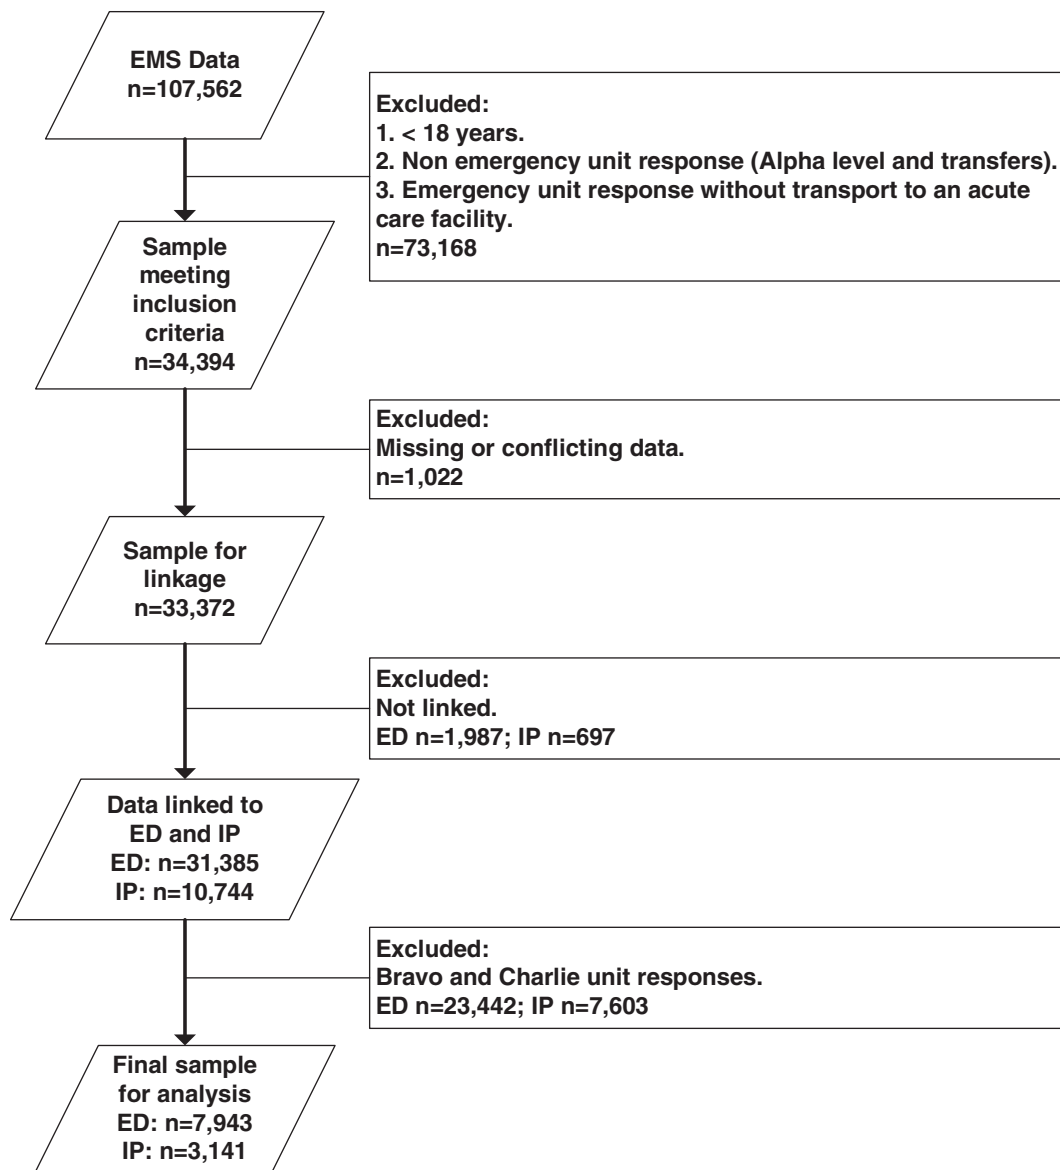 EMS Data
n=107,562
Excluded:
1. < 18 years.
2. Non emergency unit response (Alpha level and transfers).
3. Emergency unit response without transport to an acute
care facility.
n=73,168
Sample
meeting
inclusion
criteria
n=34,394
Excluded:
Missing or conflicting data.
n=1,022
Sample for
linkage
n=33,372
Excluded:
Not linked.
ED n=1,987; IP n=697
Data linked to
ED and IP
ED: n=31,385
IP: n=10,744
Excluded:
Bravo and Charlie unit responses.
ED n=23,442; IP n=7,603
Final sample
for analysis
ED: n=7,943
IP: n=3,141